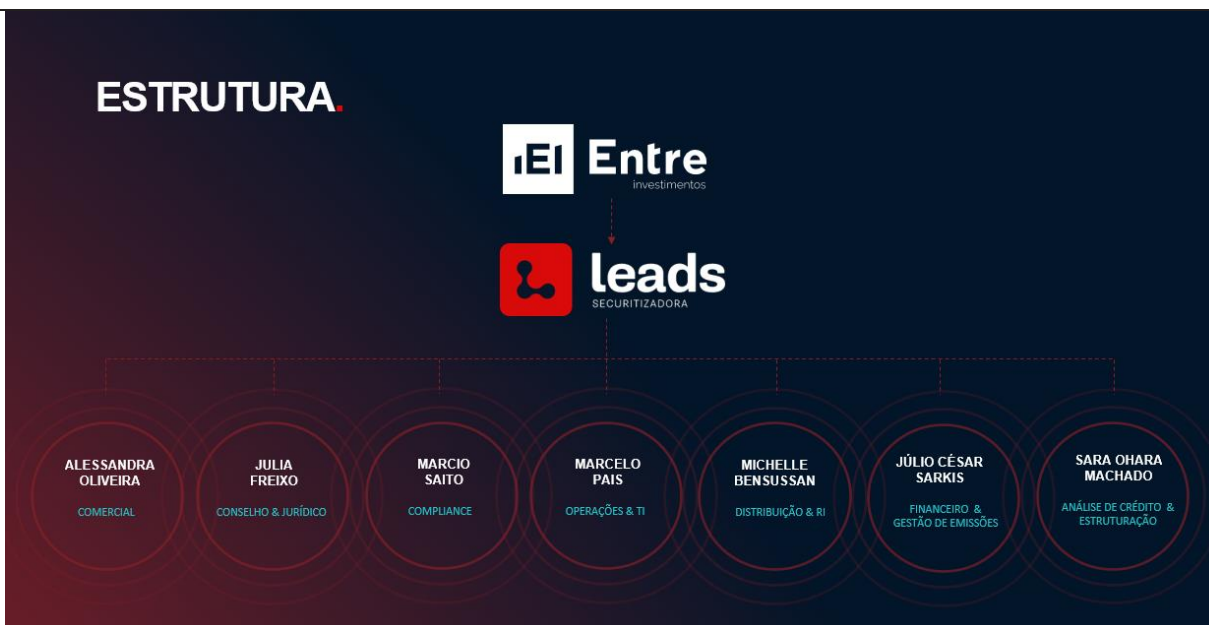 ESTRUTURA.
Entre
investimentos
leads
SECURITIZADORA
ALESSANDRA
OLIVEIRA
COMERCIAL
JULIA
FREIXO
CONSELHO & JURÍDICO
MARCIO
SAITO
COMPLIANCE
MARCELO
PAIS
OPERAÇÕES & TI
MICHELLE
BENSUSSAN
DISTRIBUIÇÃO & RI
JÚLIO CÉSAR
SARKIS
FINANCEIRO &
GESTÃO DE EMISSÕES
SARA OHARA
MACHADO
ANÁLISE DE CRÉDITO &
ESTRUTURAÇÃO